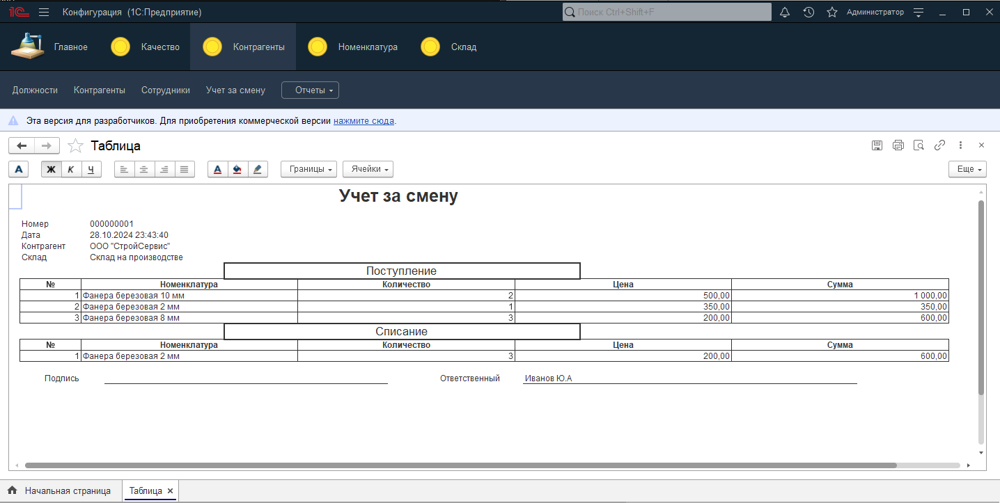 1С Конфигурация (1С:Предприятие) Поиск Ctrl+Shift+F Администратор
Главное Качество Контрагенты Номенклатура Склад
Должности Контрагенты Сотрудники Учет за смену Отчеты
Эта версия для разработчиков. Для приобретения коммерческой версии нажмите сюда.
Таблица
А Ж К Ч А Границы Ячейки Еще
Учет за смену
Номер 000000001
Дата 28.10.2024 23:43:40
Контрагент ООО "СтройСервис"
Склад Склад на производстве
Поступление
№ Номенклатура Количество Цена Сумма
1 Фанера березовая 10 мм 2 500,00 1 000,00
2 Фанера березовая 2 мм 1 350,00 350,00
3 Фанера березовая 8 мм 3 200,00 600,00
Списание
№ Номенклатура Количество Цена Сумма
1 Фанера березовая 2 мм 3 200,00 600,00
Подпись Ответственный Иванов Ю.А
Начальная страница Таблица